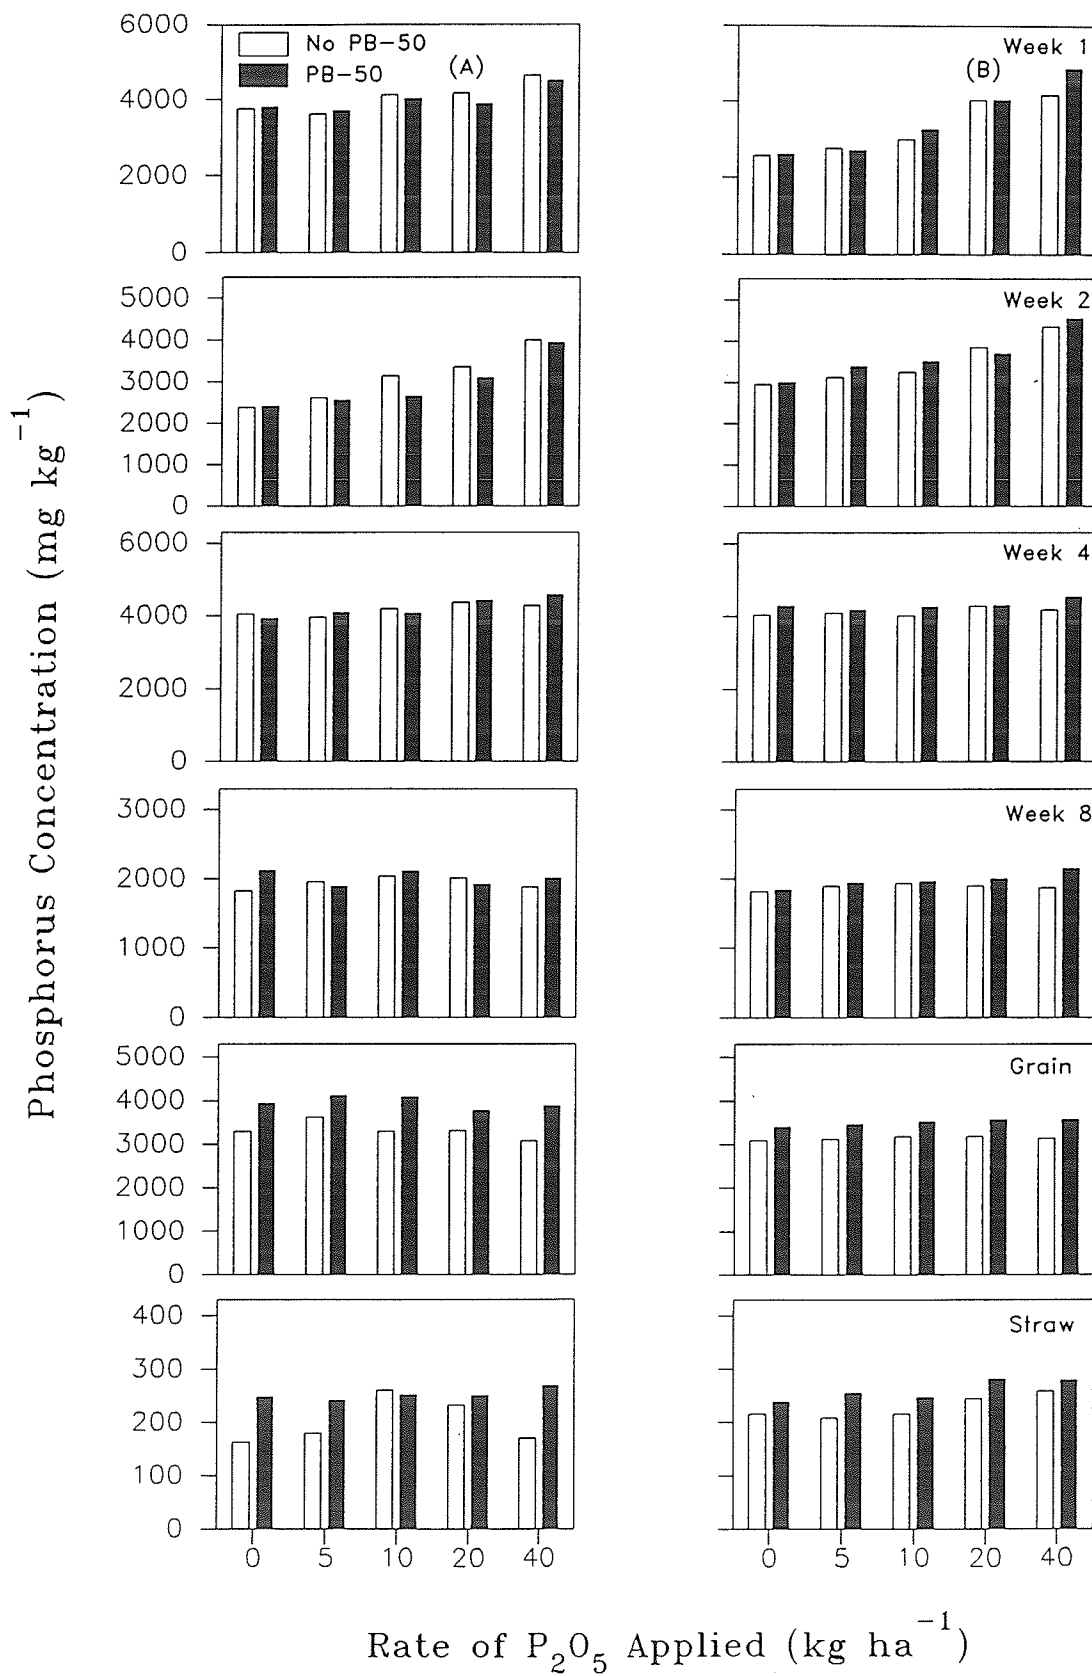 6000
4000
2000
0
No PB-50
PB-50
(A)
Week 1
(B)
5000
4000
3000
2000
1000
0
Week 2
6000
4000
2000
0
Week 4
3000
2000
1000
0
Week 8
5000
4000
3000
2000
1000
0
Grain
400
300
200
100
0
Straw
0 5 10 20 40
0 5 10 20 40
Phosphorus Concentration (mg kg⁻¹)
Rate of P₂O₅ Applied (kg ha⁻¹)